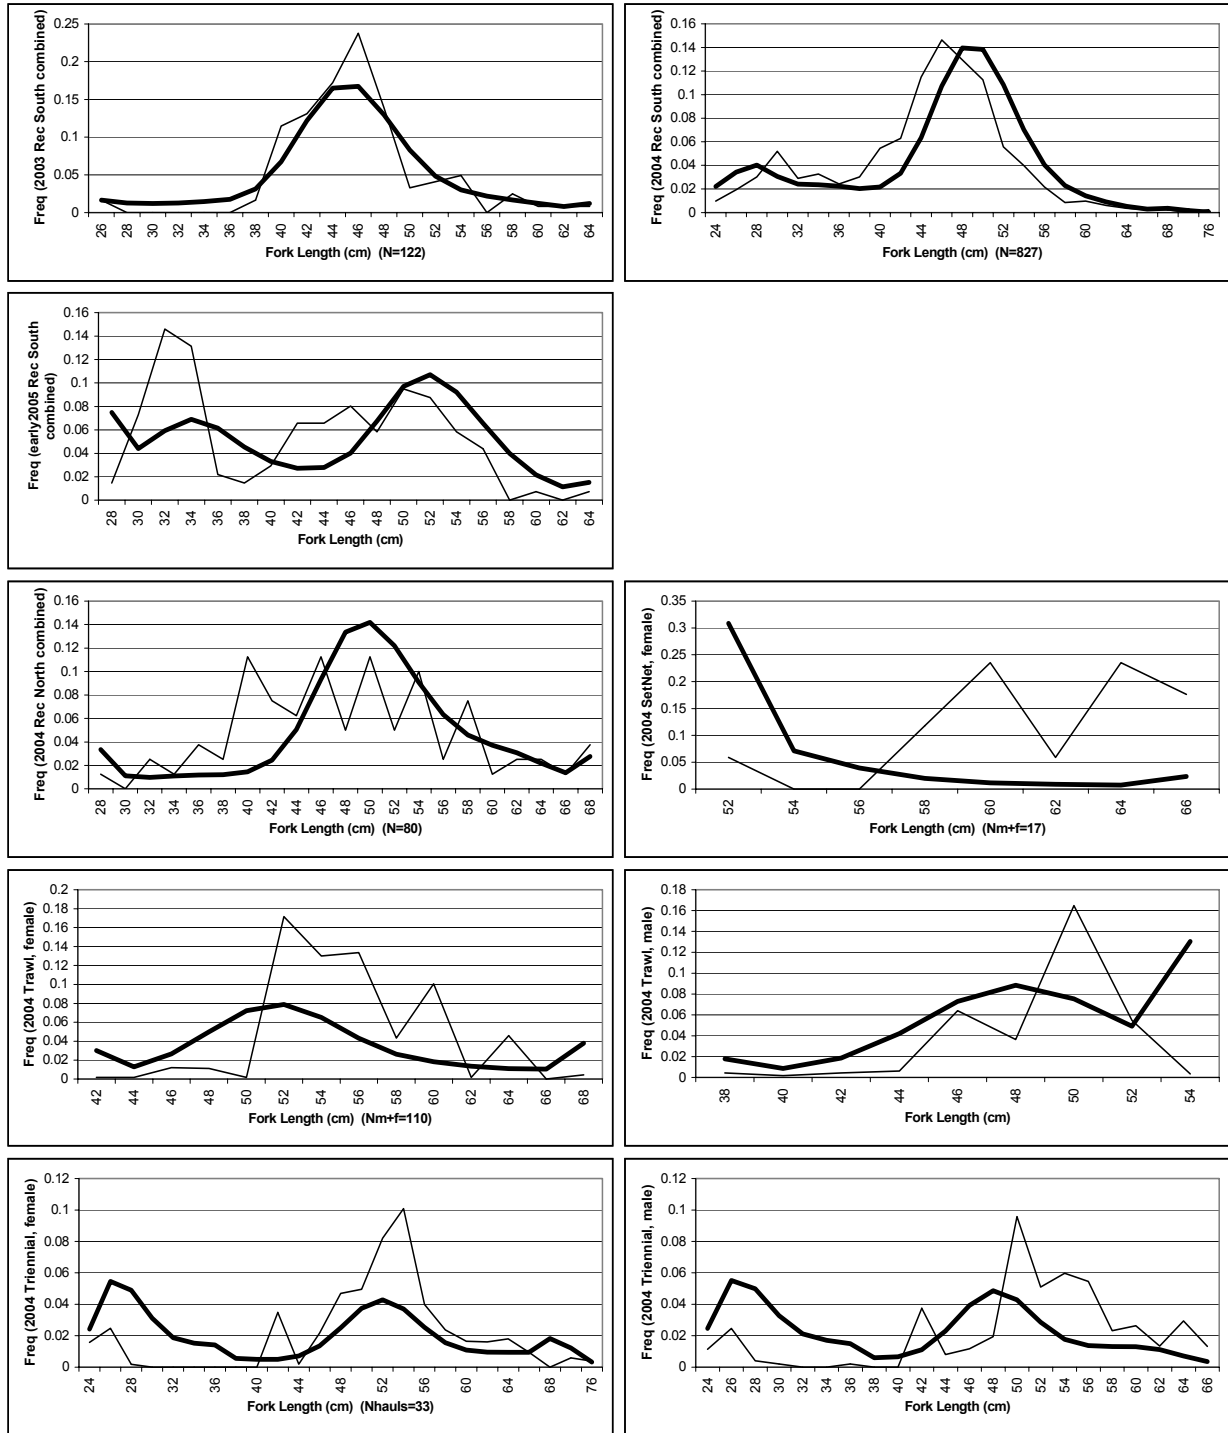 Freq (2003 Rec South combined)
0.25
0.2
0.15
0.1
0.05
0
26 28 30 32 34 36 38 40 42 44 46 48 50 52 54 56 58 60 62 64
Fork Length (cm) (N=122)
Freq (2004 Rec South combined)
0.16
0.14
0.12
0.1
0.08
0.06
0.04
0.02
0
24 28 32 36 40 44 48 52 56 60 64 68 76
Fork Length (cm) (N=827)
Freq (early2005 Rec South
combined)
0.16
0.14
0.12
0.1
0.08
0.06
0.04
0.02
0
28 30 32 34 36 38 40 42 44 46 48 50 52 54 56 58 60 62 64
Fork Length (cm)
Freq (2004 Rec North combined)
0.16
0.14
0.12
0.1
0.08
0.06
0.04
0.02
0
28 30 32 34 36 38 40 42 44 46 48 50 52 54 56 58 60 62 64 66 68
Fork Length (cm) (N=80)
Freq (2004 SetNet, female)
0.35
0.3
0.25
0.2
0.15
0.1
0.05
0
52 54 56 58 60 62 64 66
Fork Length (cm) (Nm+f=17)
Freq (2004 Trawl, female)
0.2
0.18
0.16
0.14
0.12
0.1
0.08
0.06
0.04
0.02
0
42 44 46 48 50 52 54 56 58 60 62 64 66 68
Fork Length (cm) (Nm+f=110)
Freq (2004 Trawl, male)
0.18
0.16
0.14
0.12
0.1
0.08
0.06
0.04
0.02
0
38 40 42 44 46 48 50 52 54
Fork Length (cm)
Freq (2004 Triennial, female)
0.12
0.1
0.08
0.06
0.04
0.02
0
24 28 32 36 40 44 48 52 56 60 64 68 76
Fork Length (cm) (Nhauls=33)
Freq (2004 Triennial, male)
0.12
0.1
0.08
0.06
0.04
0.02
0
24 26 28 30 32 34 36 38 40 42 44 46 48 50 52 54 56 58 60 62 64 66
Fork Length (cm)